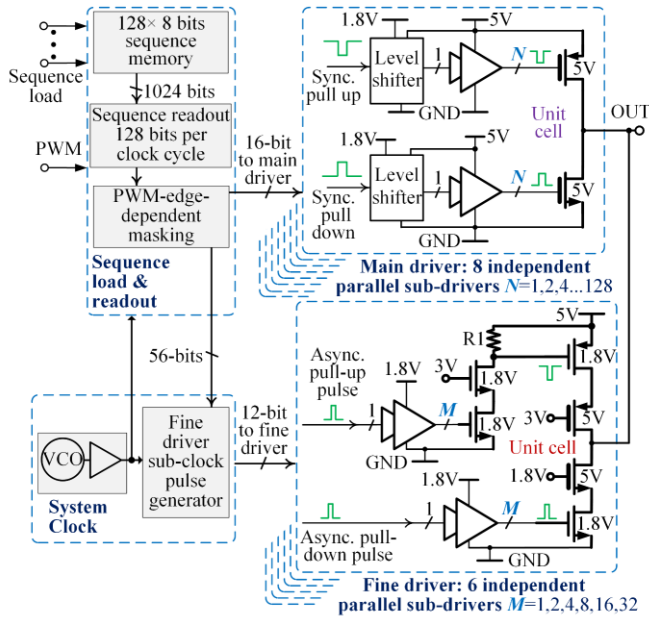 128× 8 bits
sequence
memory
Sequence
load
1024 bits
Sequence readout
128 bits per
clock cycle
PWM
16-bit
to main
driver
PWM-edge-
dependent
masking
Sequence
load &
readout
1.8V
5V
Level
shifter
1
N
5V
Sync.
pull up
GND
Unit
cell
OUT
1.8V
5V
Level
shifter
1
N
5V
Sync.
pull
down
GND
Main driver: 8 independent
parallel sub-drivers N=1,2,4...128
56-bits
VCO
System
Clock
Fine
driver
sub-clock
pulse
generator
12-bit
to fine
driver
5V
R1
Async.
pull-up
pulse
1.8V
3V
1.8V
1.8V
1
M
1.8V
3V
5V
GND
Unit cell
1.8V
1.8V
5V
1
M
1.8V
Async. pull-
down pulse
GND
Fine driver: 6 independent
parallel sub-drivers M=1,2,4,8,16,32